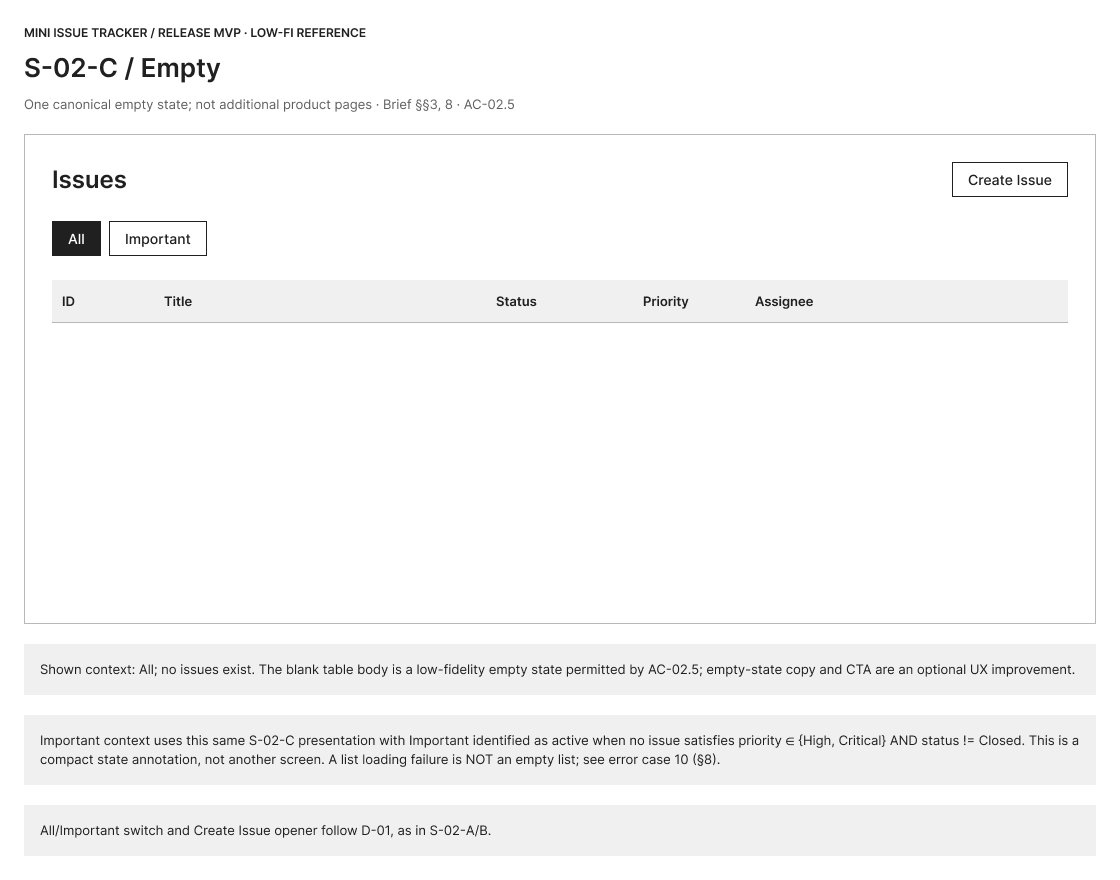 MINI ISSUE TRACKER / RELEASE MVP · LOW-FI REFERENCE
S-02-C / Empty
One canonical empty state; not additional product pages · Brief §§3, 8 · AC-02.5
Issues
Create Issue
All
Important
ID
Title
Status
Priority
Assignee
Shown context: All; no issues exist. The blank table body is a low-fidelity empty state permitted by AC-02.5; empty-state copy and CTA are an optional UX improvement.
Important context uses this same S-02-C presentation with Important identified as active when no issue satisfies priority ∈ {High, Critical} AND status != Closed. This is a
compact state annotation, not another screen. A list loading failure is NOT an empty list; see error case 10 (§8).
All/Important switch and Create Issue opener follow D-01, as in S-02-A/B.